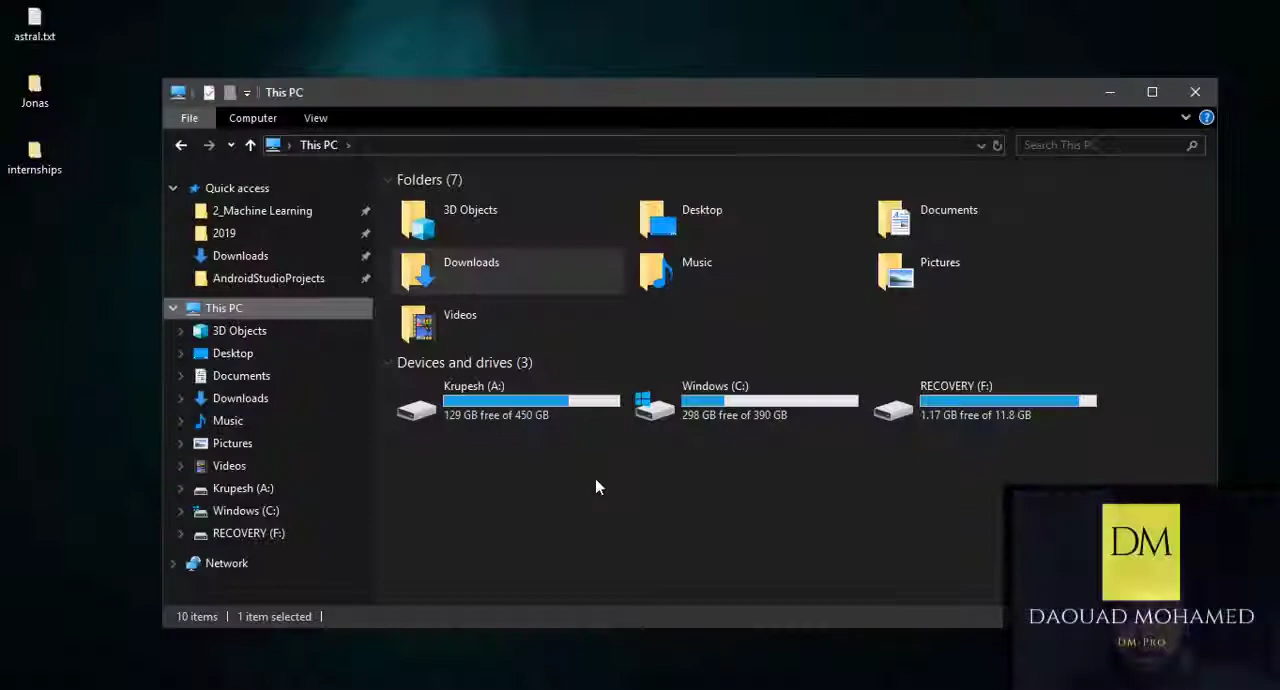 astral.txt
Jonas
internships
This PC
File Computer View
This PC
Search This PC
Quick access
2_Machine Learning
2019
Downloads
AndroidStudioProjects
This PC
3D Objects
Desktop
Documents
Downloads
Music
Pictures
Videos
Krupesh (A:)
Windows (C:)
RECOVERY (F:)
Network
Folders (7)
3D Objects Desktop Documents
Downloads Music Pictures
Videos
Devices and drives (3)
Krupesh (A:) Windows (C:) RECOVERY (F:)
129 GB free of 450 GB 298 GB free of 390 GB 1.17 GB free of 11.8 GB
10 items 1 item selected
DM
DAOUAD MOHAMED
DM-PRO